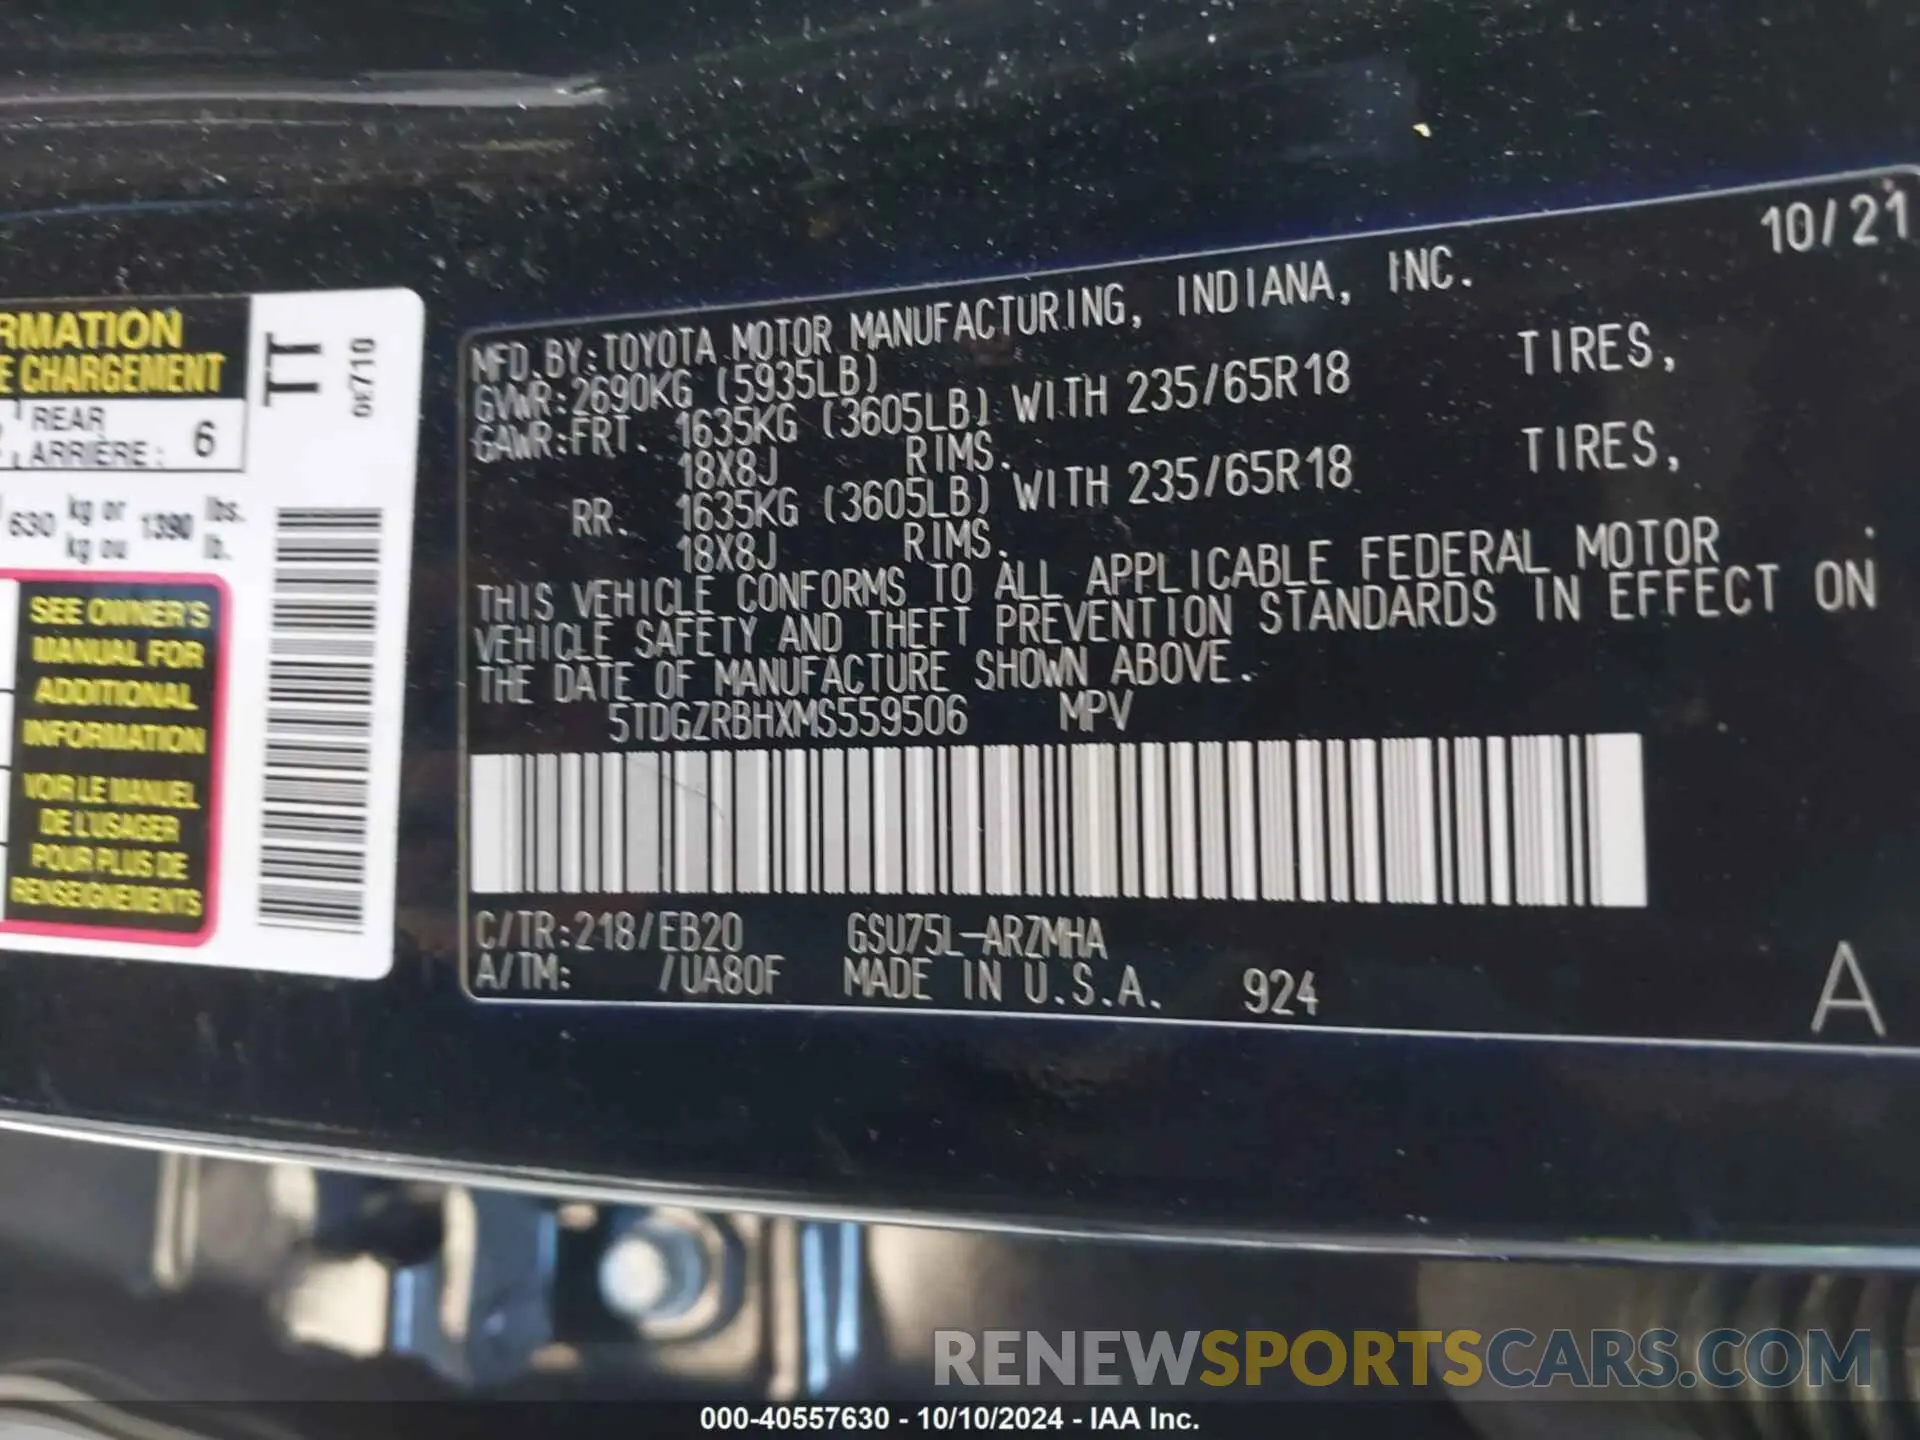 RMATION
E CHARGEMENT
REAR
ARRIÈRE: 6
630 kg or 1390 lbs.
kg ou lb.
SEE OWNER'S
MANUAL FOR
ADDITIONAL
INFORMATION
VOIR LE MANUEL
DE L'USAGER
POUR PLUS DE
RENSEIGNEMENTS
TT
0E710
10/21
MFD.BY:TOYOTA MOTOR MANUFACTURING, INDIANA, INC.
GVWR:2690KG (5935LB)
GAWR:FRT. 1635KG (3605LB) WITH 235/65R18 TIRES,
18X8J RIMS.
RR. 1635KG (3605LB) WITH 235/65R18 TIRES,
18X8J RIMS.
THIS VEHICLE CONFORMS TO ALL APPLICABLE FEDERAL MOTOR
VEHICLE SAFETY AND THEFT PREVENTION STANDARDS IN EFFECT ON
THE DATE OF MANUFACTURE SHOWN ABOVE.
5TDGZRBHXMS559506 MPV
C/TR:218/EB20 GSU75L-ARZMHA
A/TM: /UA80F MADE IN U.S.A. 924
A
RENEWSPORTSCARS.COM
000-40557630 - 10/10/2024 - IAA Inc.